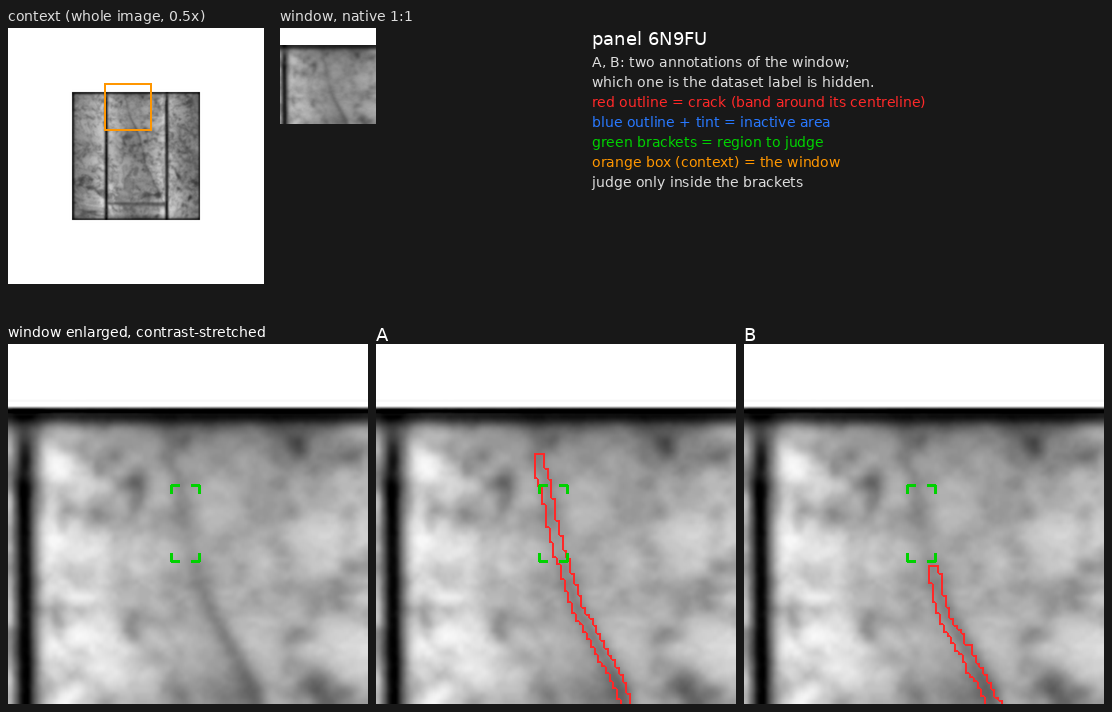 context (whole image, 0.5x)
window, native 1:1
panel 6N9FU
A, B: two annotations of the window;
which one is the dataset label is hidden.
red outline = crack (band around its centreline)
blue outline + tint = inactive area
green brackets = region to judge
orange box (context) = the window
judge only inside the brackets
window enlarged, contrast-stretched
A
B